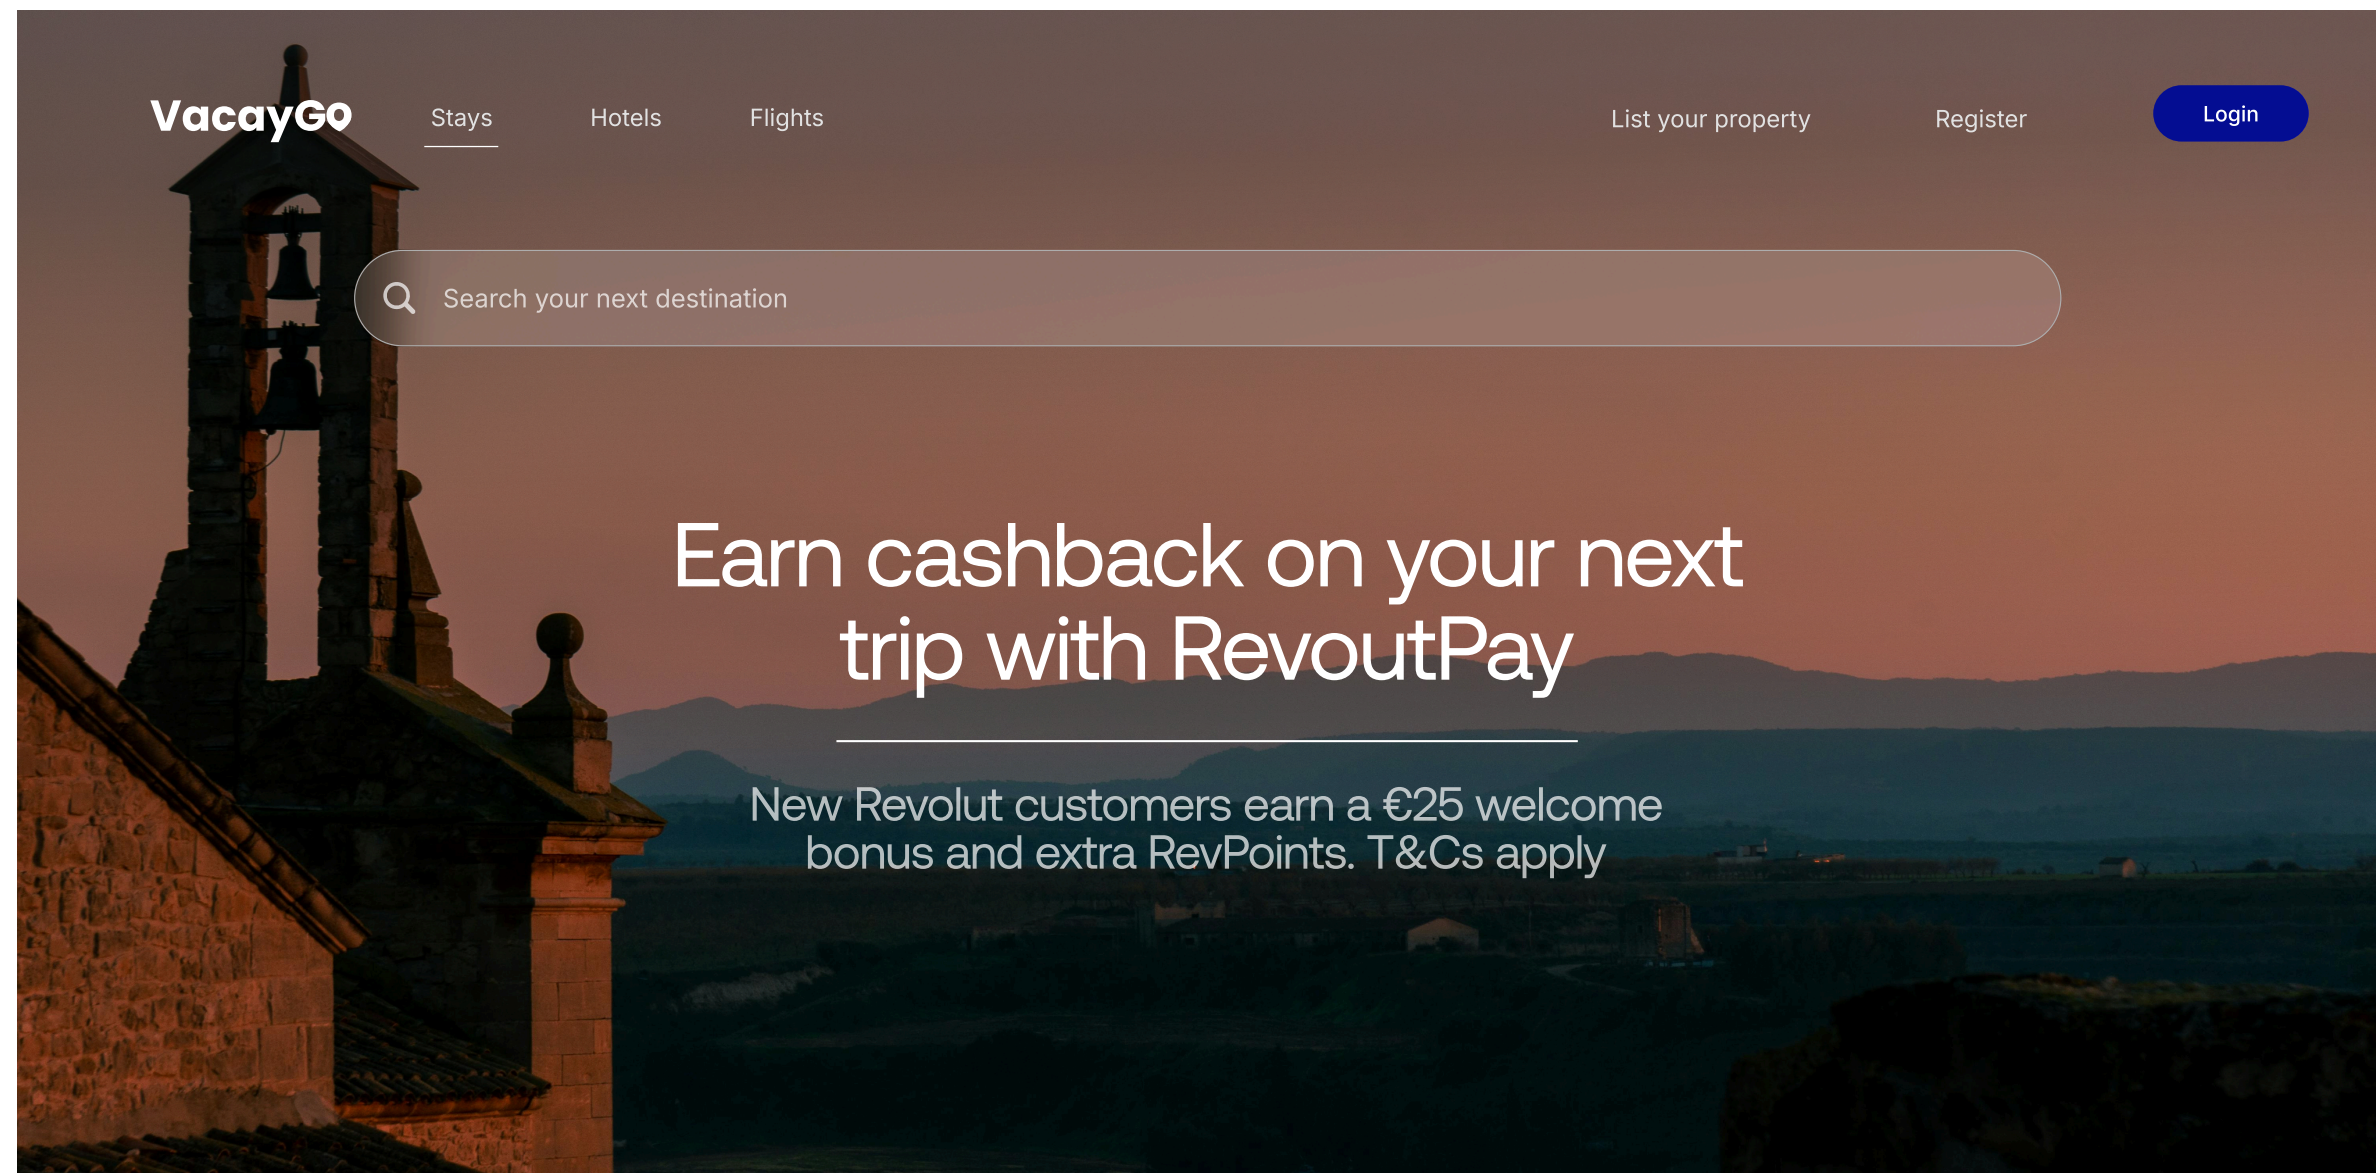 VacayGo
Stays Hotels Flights List your property Register Login
Search your next destination
Earn cashback on your next
trip with RevoutPay
New Revolut customers earn a €25 welcome
bonus and extra RevPoints. T&Cs apply